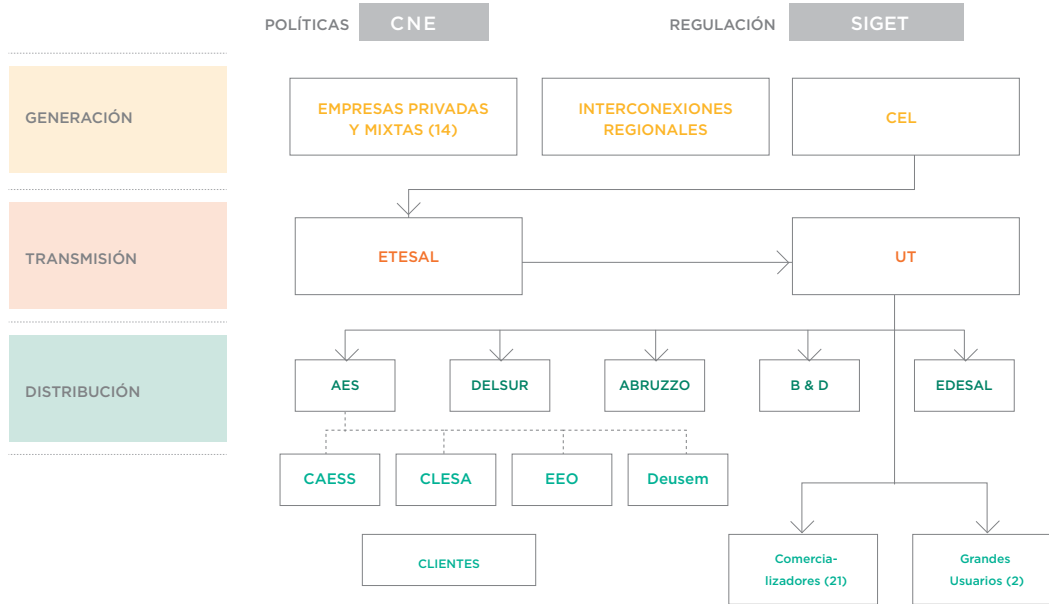 POLÍTICAS CNE REGULACIÓN SIGET
GENERACIÓN
EMPRESAS PRIVADAS
Y MIXTAS (14)
INTERCONEXIONES
REGIONALES
CEL
TRANSMISIÓN
ETESAL
UT
DISTRIBUCIÓN
AES
DELSUR
ABRUZZO
B & D
EDESAL
CAESS
CLESA
EEO
Deusem
CLIENTES
Comercia-
lizadores (21)
Grandes
Usuarios (2)